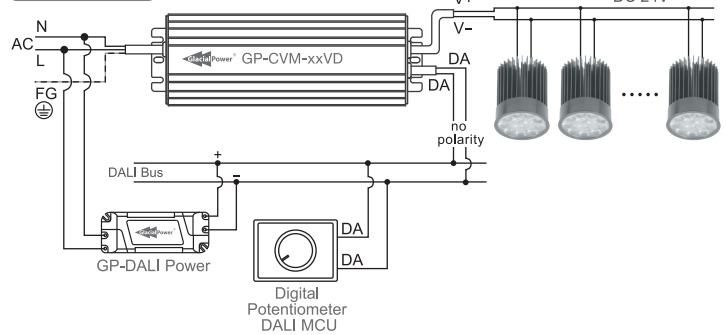 V+
DC 24V
N
AC
L
FG
GlacialPower®
GP-CVM-xxVD
V-
DA
DA
no
polarity
+
-
DALI Bus
GlacialPower®
GP-DALI Power
DA
DA
Digital
Potentiometer
DALI MCU